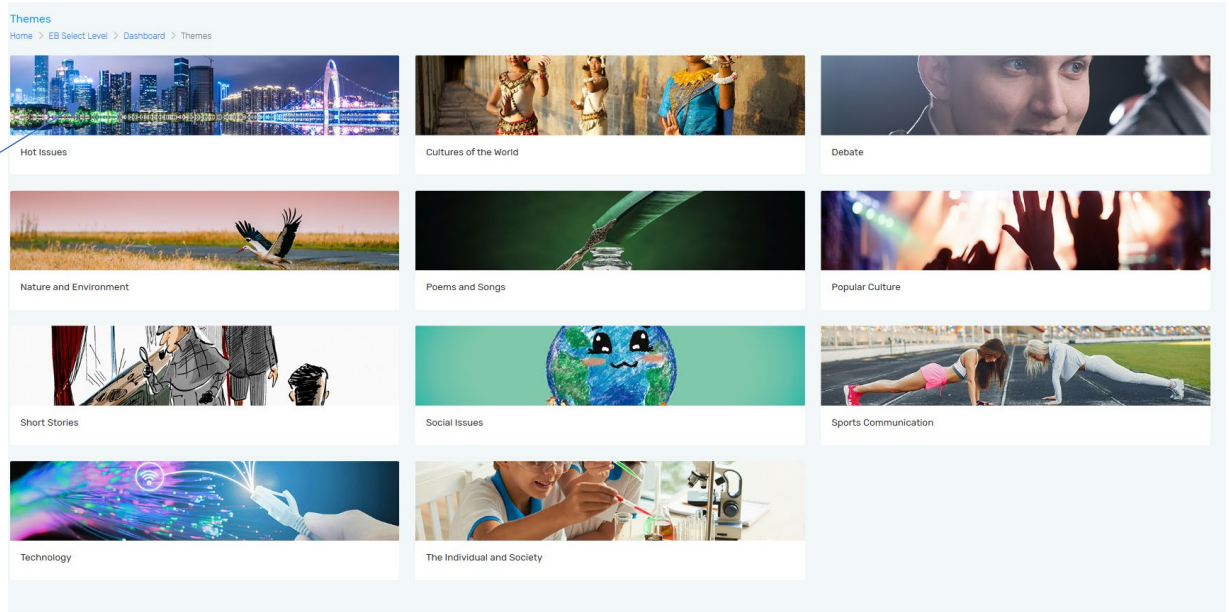 Themes
Home > EB Select Level > Dashboard > Themes
Hot Issues
Cultures of the World
Debate
Nature and Environment
Poems and Songs
Popular Culture
Short Stories
Social Issues
Sports Communication
Technology
The Individual and Society